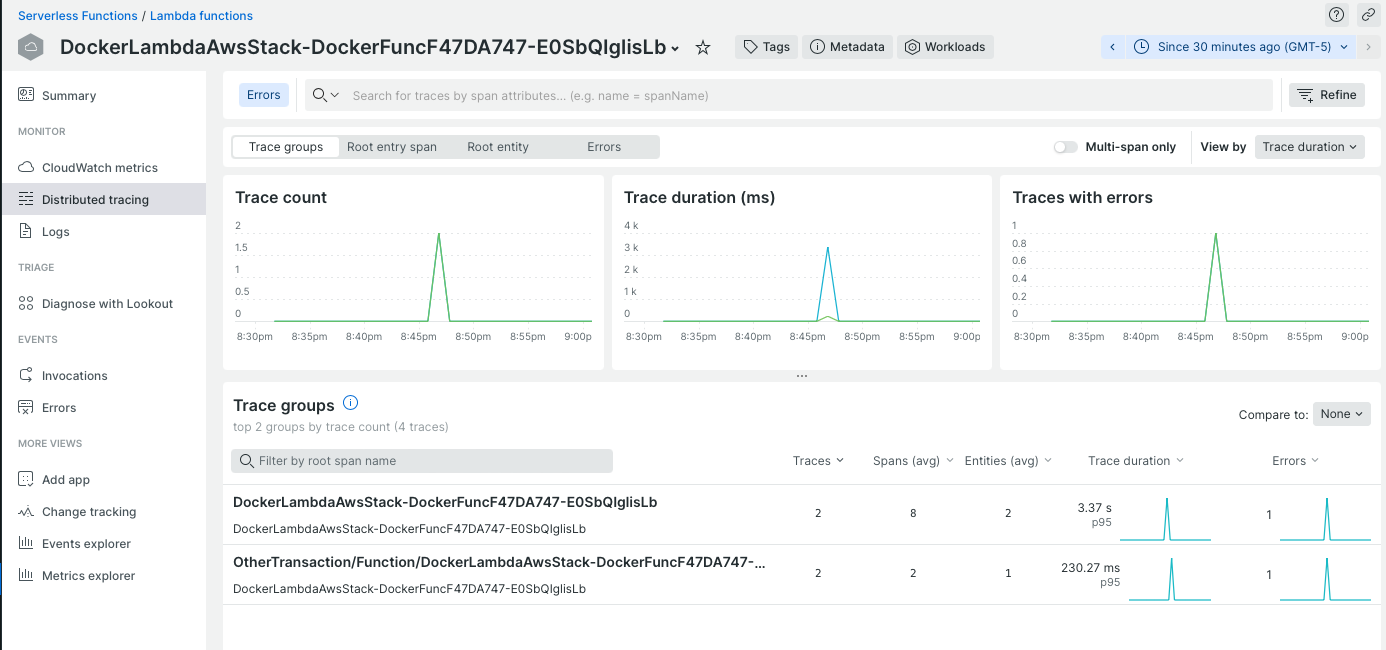 Serverless Functions / Lambda functions
DockerLambdaAwsStack-DockerFuncF47DA747-E0SbQIgIisLb
Tags
Metadata
Workloads
Since 30 minutes ago (GMT-5)
Summary
MONITOR
CloudWatch metrics
Distributed tracing
Logs
TRIAGE
Diagnose with Lookout
EVENTS
Invocations
Errors
MORE VIEWS
Add app
Change tracking
Events explorer
Metrics explorer
Errors
Search for traces by span attributes... (e.g. name = spanName)
Refine
Trace groups Root entry span Root entity Errors
Multi-span only
View by Trace duration
Trace count
2
1.5
1
0.5
0
8:30pm 8:35pm 8:40pm 8:45pm 8:50pm 8:55pm 9:00p
Trace duration (ms)
4 k
3 k
2 k
1 k
0
8:30pm 8:35pm 8:40pm 8:45pm 8:50pm 8:55pm 9:00p
Traces with errors
1
0.8
0.6
0.4
0.2
0
8:30pm 8:35pm 8:40pm 8:45pm 8:50pm 8:55pm 9:00p
...
Trace groups
top 2 groups by trace count (4 traces)
Compare to: None
Filter by root span name
Traces Spans (avg) Entities (avg) Trace duration Errors
DockerLambdaAwsStack-DockerFuncF47DA747-E0SbQIgIisLb
DockerLambdaAwsStack-DockerFuncF47DA747-E0SbQIgIisLb
2 8 2 3.37 s 1
p95
OtherTransaction/Function/DockerLambdaAwsStack-DockerFuncF47DA747-...
DockerLambdaAwsStack-DockerFuncF47DA747-E0SbQIgIisLb
2 2 1 230.27 ms 1
p95